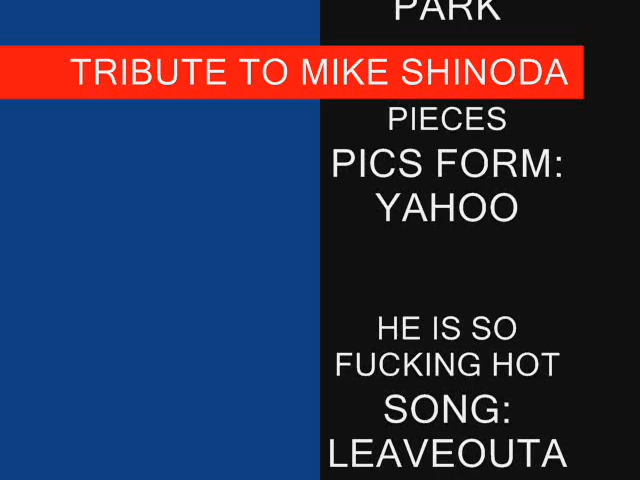 PARK
TRIBUTE TO MIKE SHINODA
PIECES
PICS FORM:
YAHOO
HE IS SO
FUCKING HOT
SONG:
LEAVEOUTA